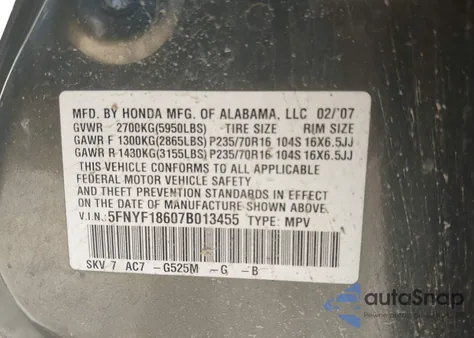 MFD. BY HONDA MFG. OF ALABAMA, LLC 02/'07
GVWR 2700KG(5950LBS) TIRE SIZE RIM SIZE
GAWR F 1300KG(2865LBS) P235/70R16 104S 16X6.5JJ
GAWR R 1430KG(3155LBS) P235/70R16 104S 16X6.5JJ
THIS VEHICLE CONFORMS TO ALL APPLICABLE
FEDERAL MOTOR VEHICLE SAFETY
AND THEFT PREVENTION STANDARDS IN EFFECT
ON THE DATE OF MANUFACTURE SHOWN ABOVE.
V.I.N.: 5FNYF18607B013455 TYPE: MPV
SKV 7 AC7 -G525M -G -B
autoSnap